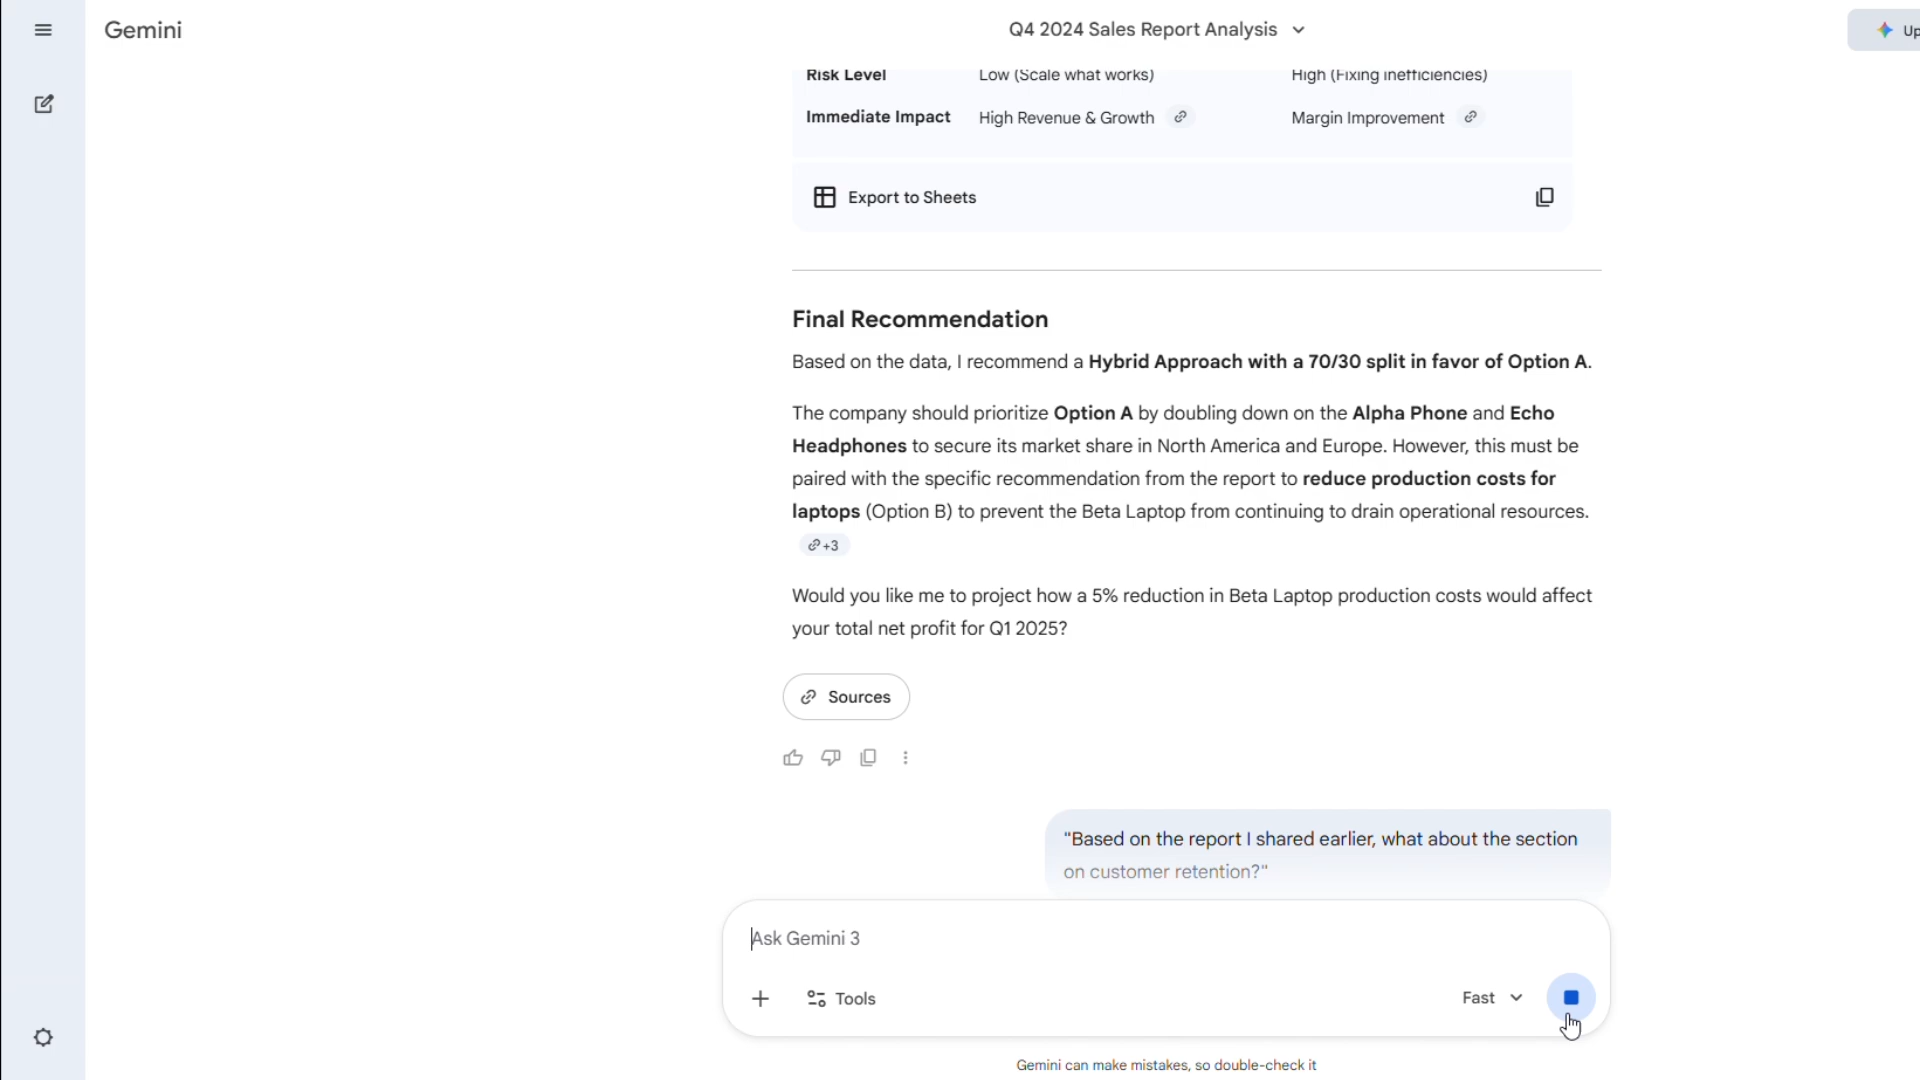 Gemini
Q4 2024 Sales Report Analysis
Up
Risk Level Low (Scale what works) High (Fixing inefficiencies)
Immediate Impact High Revenue & Growth Margin Improvement
Export to Sheets
Final Recommendation
Based on the data, I recommend a Hybrid Approach with a 70/30 split in favor of Option A.
The company should prioritize Option A by doubling down on the Alpha Phone and Echo
Headphones to secure its market share in North America and Europe. However, this must be
paired with the specific recommendation from the report to reduce production costs for
laptops (Option B) to prevent the Beta Laptop from continuing to drain operational resources.
+3
Would you like me to project how a 5% reduction in Beta Laptop production costs would affect
your total net profit for Q1 2025?
Sources
"Based on the report I shared earlier, what about the section
on customer retention?"
Ask Gemini 3
Tools
Fast
Gemini can make mistakes, so double-check it